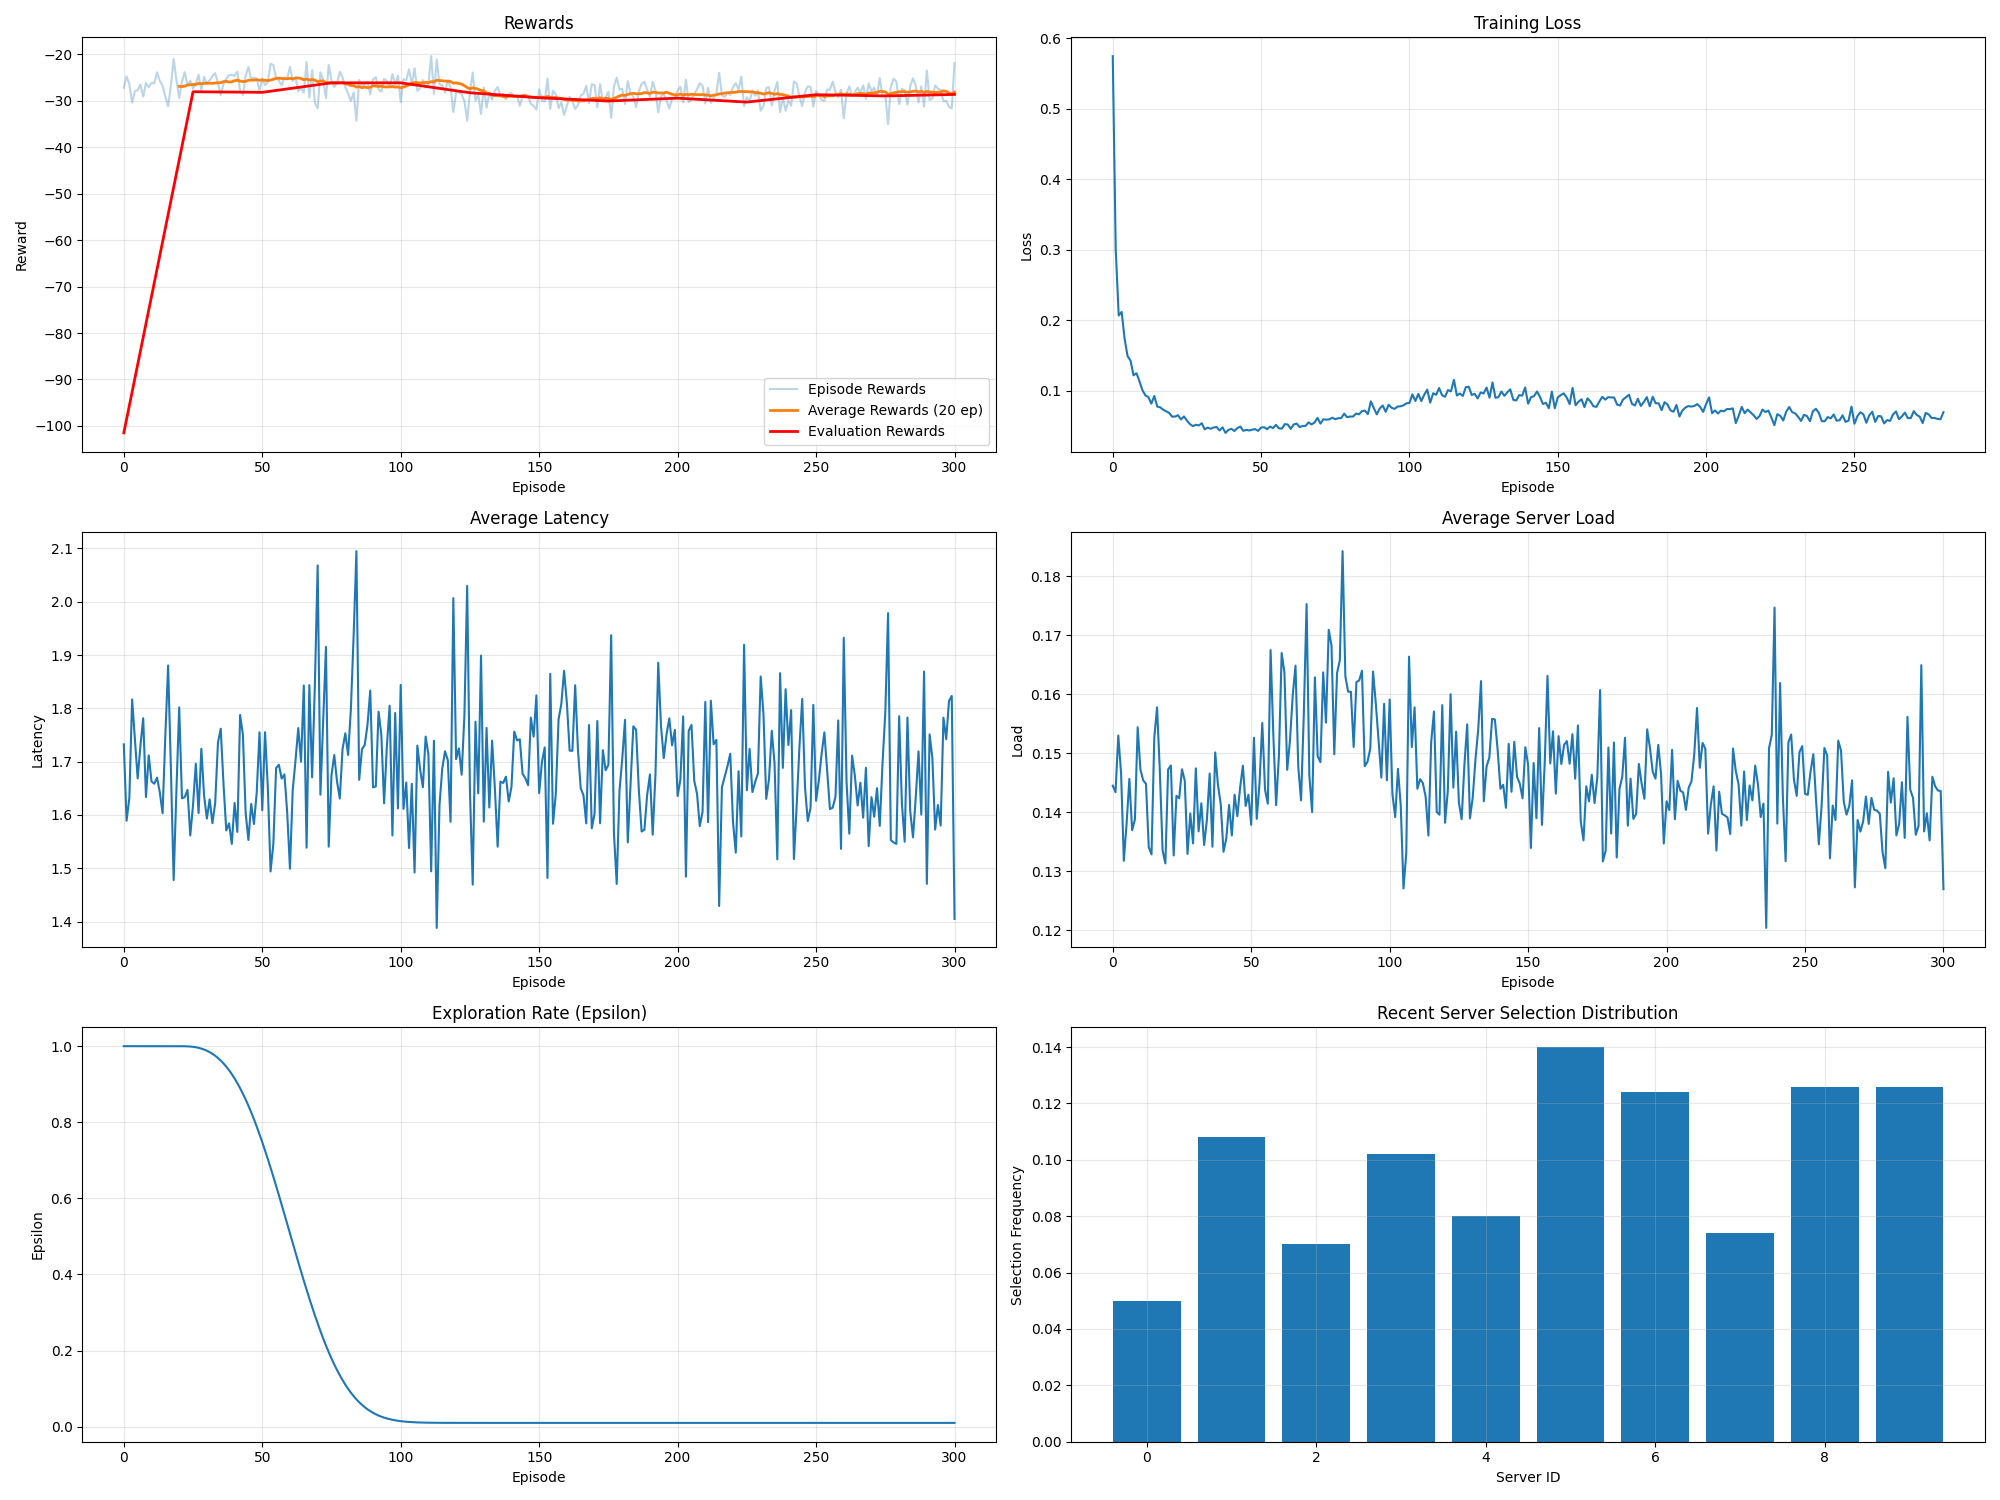 Rewards
Reward
−20
−30
−40
−50
−60
−70
−80
−90
−100
Episode Rewards
Average Rewards (20 ep)
Evaluation Rewards
0 50 100 150 200 250 300
Episode
Training Loss
Loss
0.6
0.5
0.4
0.3
0.2
0.1
0 50 100 150 200 250
Episode
Average Latency
Latency
2.1
2.0
1.9
1.8
1.7
1.6
1.5
1.4
0 50 100 150 200 250 300
Episode
Average Server Load
Load
0.18
0.17
0.16
0.15
0.14
0.13
0.12
0 50 100 150 200 250 300
Episode
Exploration Rate (Epsilon)
Epsilon
1.0
0.8
0.6
0.4
0.2
0.0
0 50 100 150 200 250 300
Episode
Recent Server Selection Distribution
Selection Frequency
0.14
0.12
0.10
0.08
0.06
0.04
0.02
0.00
0 2 4 6 8
Server ID